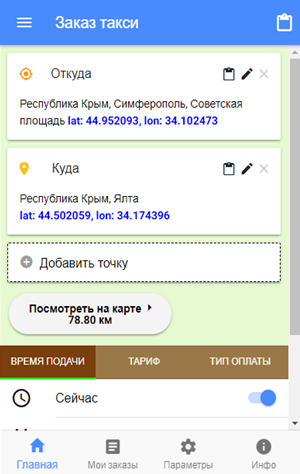 Заказ такси
Откуда
Республика Крым, Симферополь, Советская
площадь lat: 44.952093, lon: 34.102473
Куда
Республика Крым, Ялта
lat: 44.502059, lon: 34.174396
Добавить точку
Посмотреть на карте
78.80 км
ВРЕМЯ ПОДАЧИ ТАРИФ ТИП ОПЛАТЫ
Сейчас
Главная Мои заказы Параметры Инфо